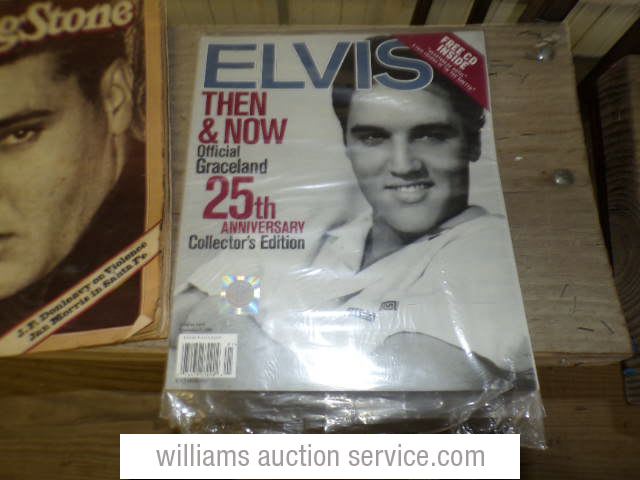 gStone
J.P. Donleavy on Violence
Jan Morris in Santa Fe
ELVIS
FREE CD
INSIDE
THEN
& NOW
Official
Graceland
25th
ANNIVERSARY
Collector's Edition
williams auction service.com